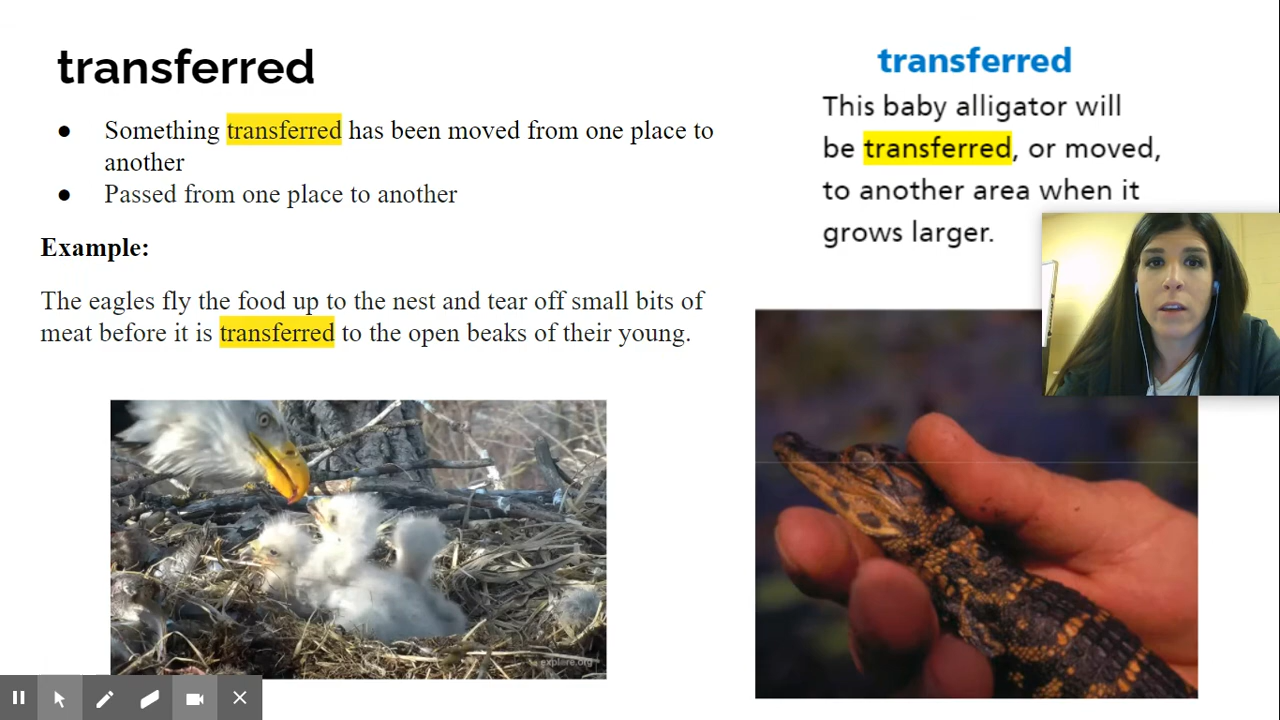 transferred
● Something transferred has been moved from one place to
another
● Passed from one place to another
Example:
The eagles fly the food up to the nest and tear off small bits of
meat before it is transferred to the open beaks of their young.
explore.org
transferred
This baby alligator will
be transferred, or moved,
to another area when it
grows larger.